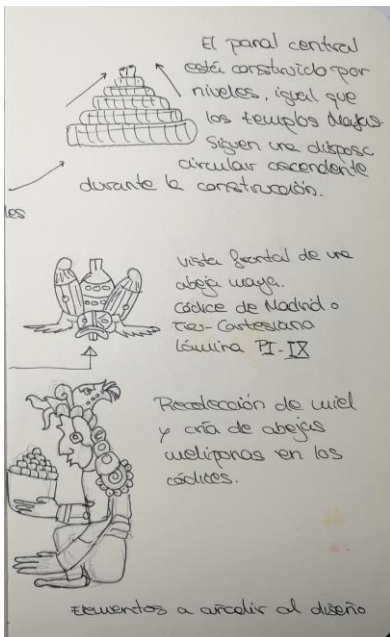 El panal central
está construido por
niveles, igual que
los templos Mayas.
Siguen una disposc
circular ascendente
durante la construcción.
les
vista frontal de una
abeja maya.
códice de Madrid o
Tro-Cortesiano
Lámina PI-IX
Recolección de miel
y cría de abejas
meliponas en los
códices.
Elementos a añadir al diseño